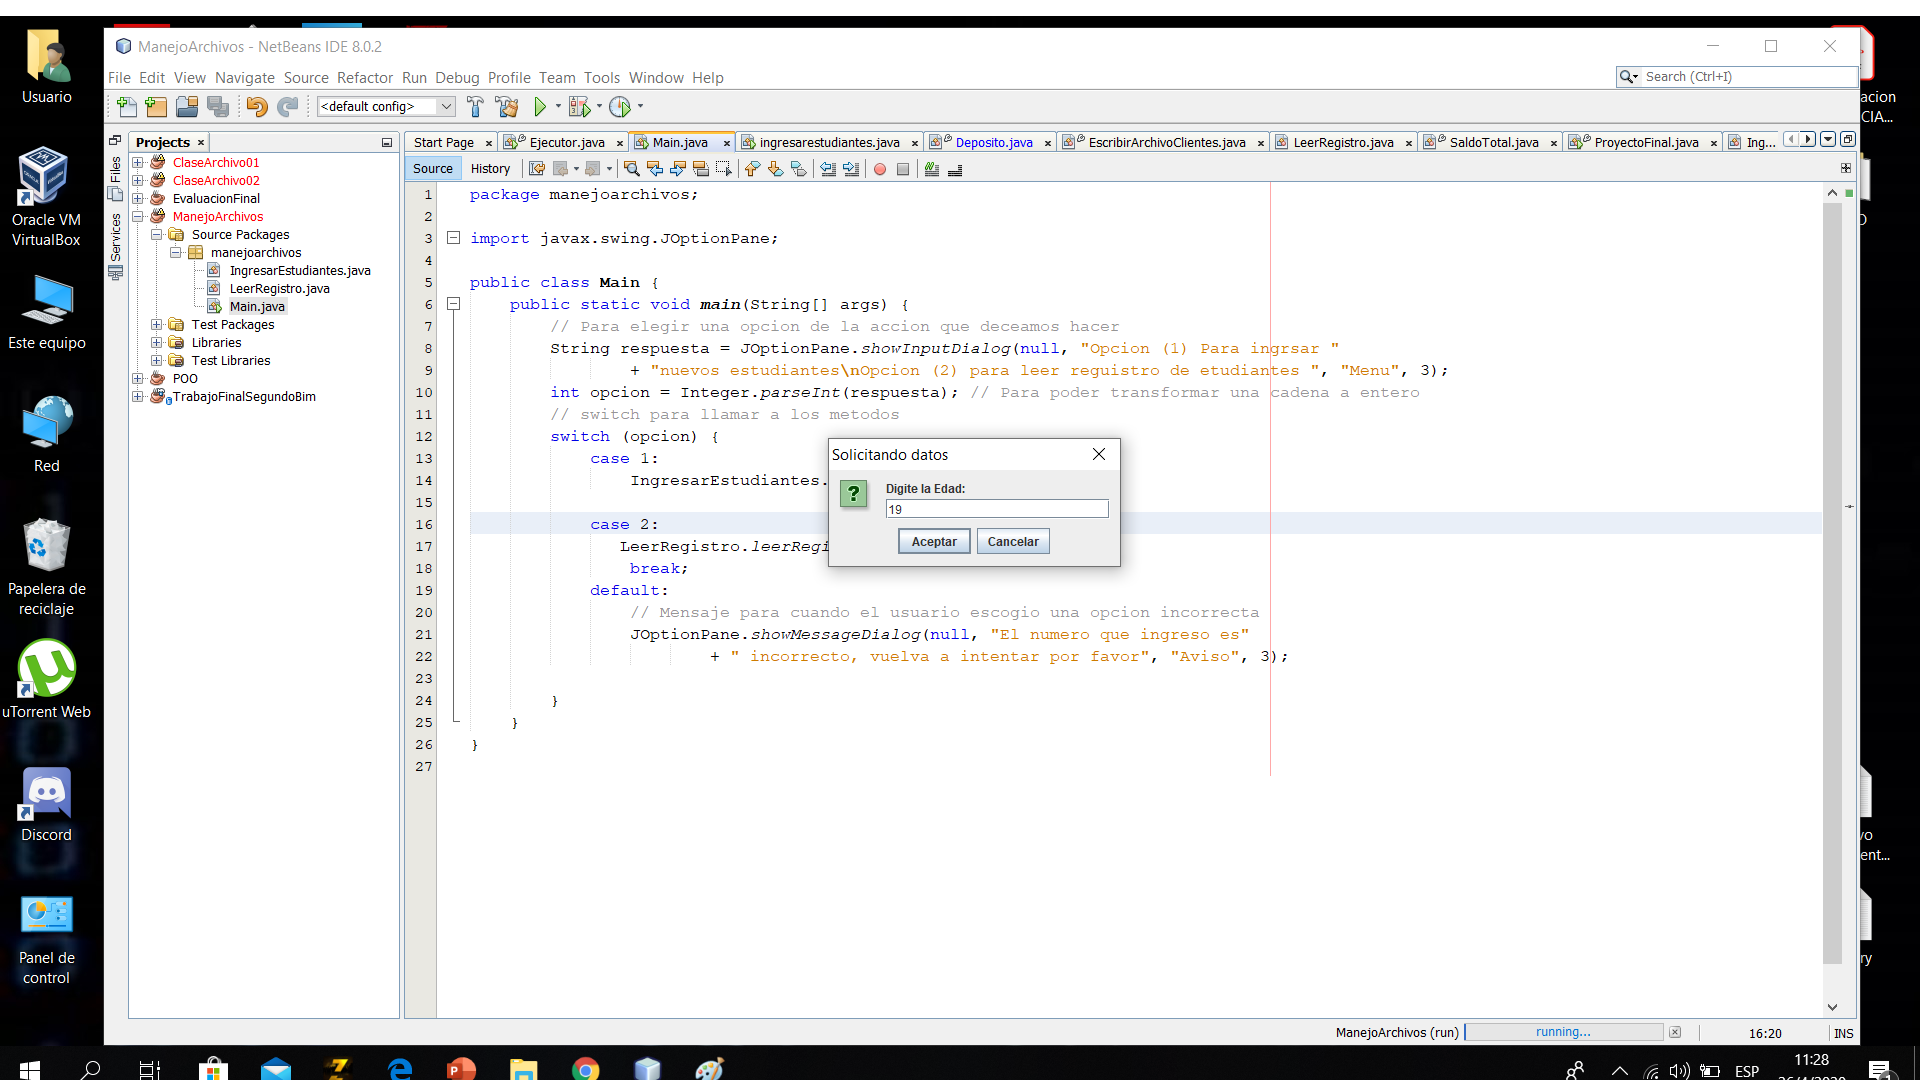 Usuario
Oracle VM
VirtualBox
Este equipo
Red
Papelera de
reciclaje
uTorrent Web
Discord
Panel de
control
ManejoArchivos - NetBeans IDE 8.0.2
File Edit View Navigate Source Refactor Run Debug Profile Team Tools Window Help
Search (Ctrl+I)
<default config>
Files
Services
Projects
ClaseArchivo01
ClaseArchivo02
EvaluacionFinal
ManejoArchivos
Source Packages
manejoarchivos
IngresarEstudiantes.java
LeerRegistro.java
Main.java
Test Packages
Libraries
Test Libraries
POO
TrabajoFinalSegundoBim
Start Page Ejecutor.java Main.java ingresarestudiantes.java Deposito.java EscribirArchivoClientes.java LeerRegistro.java SaldoTotal.java ProyectoFinal.java Ing...
Source History
1 package manejoarchivos;
2
3 import javax.swing.JOptionPane;
4
5 public class Main {
6 public static void main(String[] args) {
7 // Para elegir una opcion de la accion que deceamos hacer
8 String respuesta = JOptionPane.showInputDialog(null, "Opcion (1) Para ingrsar "
9 + "nuevos estudiantes\nOpcion (2) para leer reguistro de etudiantes ", "Menu", 3);
10 int opcion = Integer.parseInt(respuesta); // Para poder transformar una cadena a entero
11 // switch para llamar a los metodos
12 switch (opcion) {
13 case 1:
14 IngresarEstudiantes.
15
16 case 2:
17 LeerRegistro.leerRegi
18 break;
19 default:
20 // Mensaje para cuando el usuario escogio una opcion incorrecta
21 JOptionPane.showMessageDialog(null, "El numero que ingreso es"
22 + " incorrecto, vuelva a intentar por favor", "Aviso", 3);
23
24 }
25 }
26 }
27
Solicitando datos
Digite la Edad:
19
Aceptar Cancelar
ManejoArchivos (run) running... 16:20 INS
acion
CIA...
ent...
ry
ESP
11:28